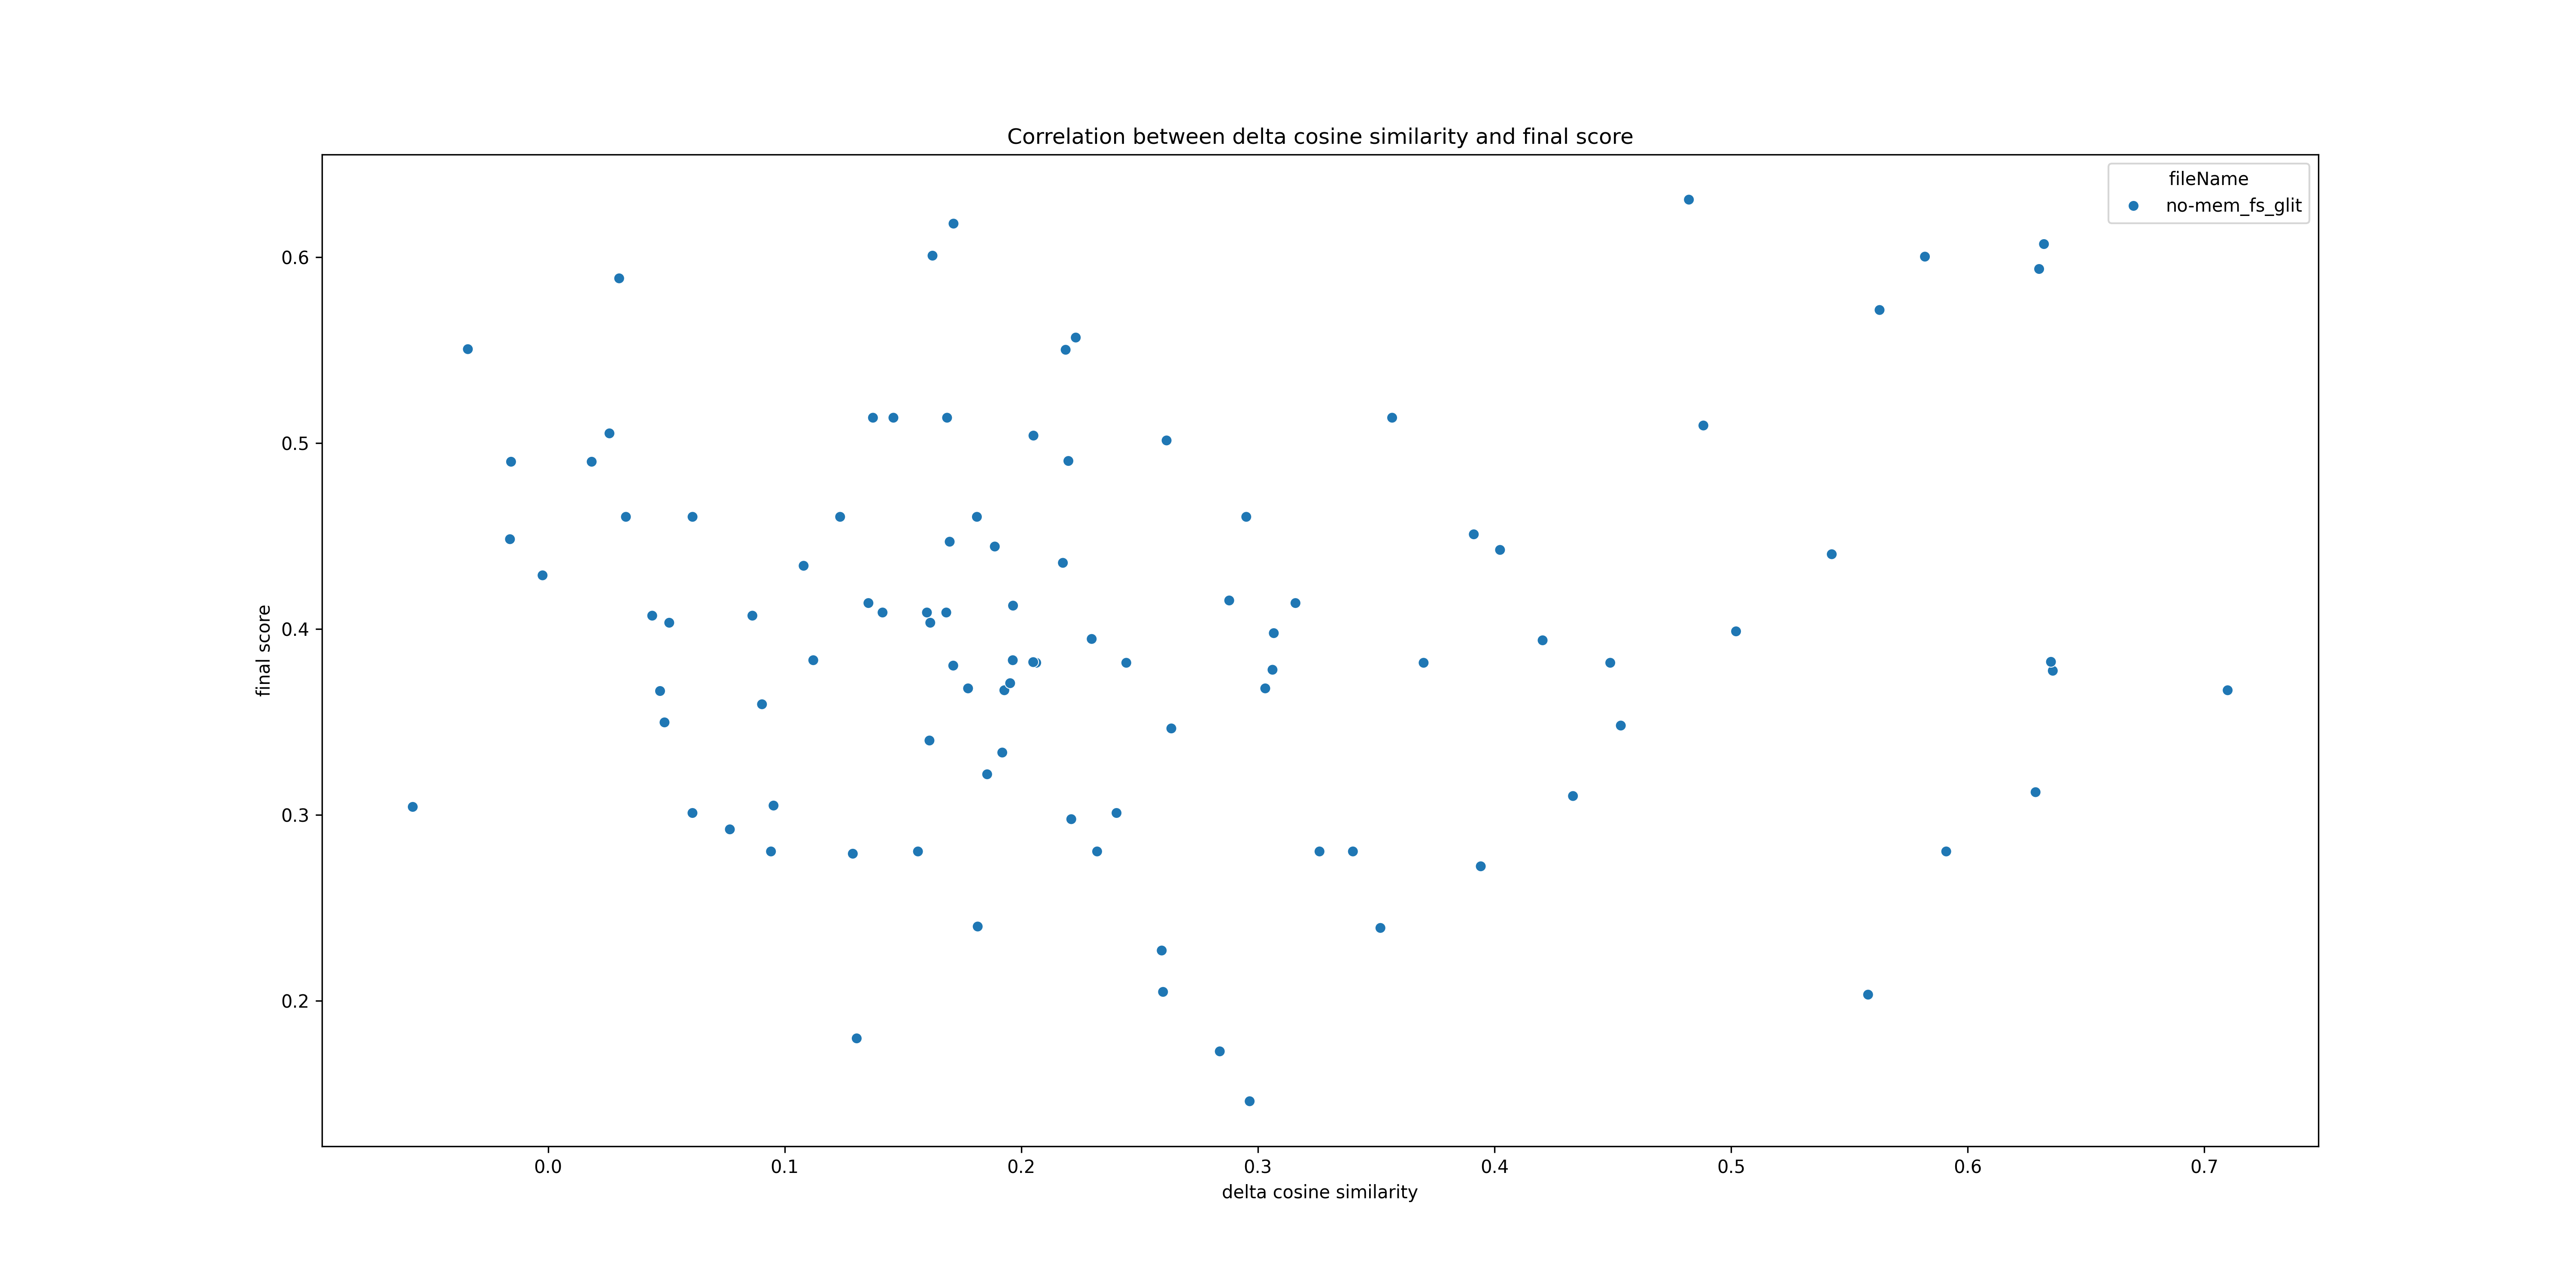 Correlation between delta cosine similarity and final score
fileName
no-mem_fs_glit
final score
0.6
0.5
0.4
0.3
0.2
0.0 0.1 0.2 0.3 0.4 0.5 0.6 0.7
delta cosine similarity